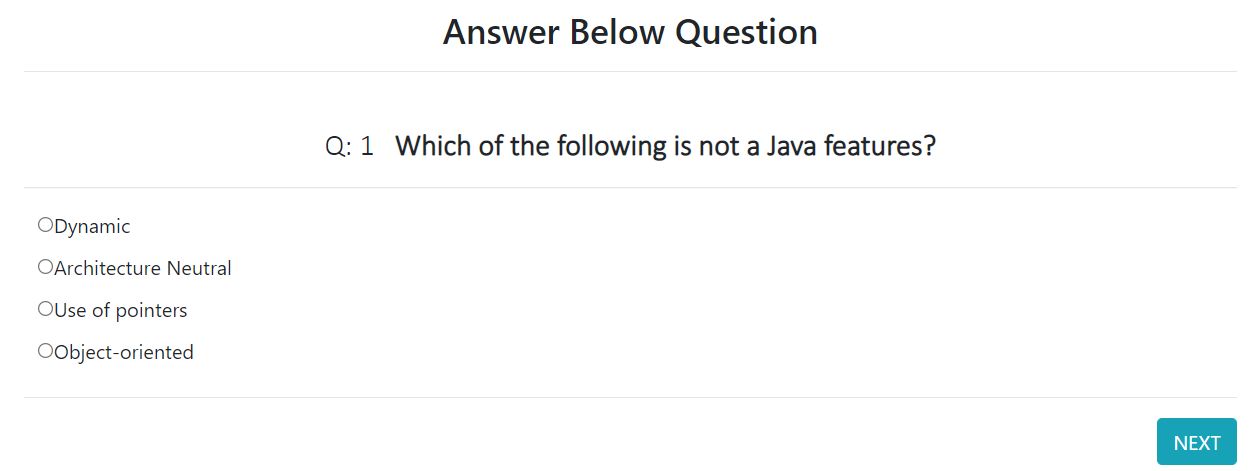 Answer Below Question
Q: 1 Which of the following is not a Java features?
Dynamic
Architecture Neutral
Use of pointers
Object-oriented
NEXT